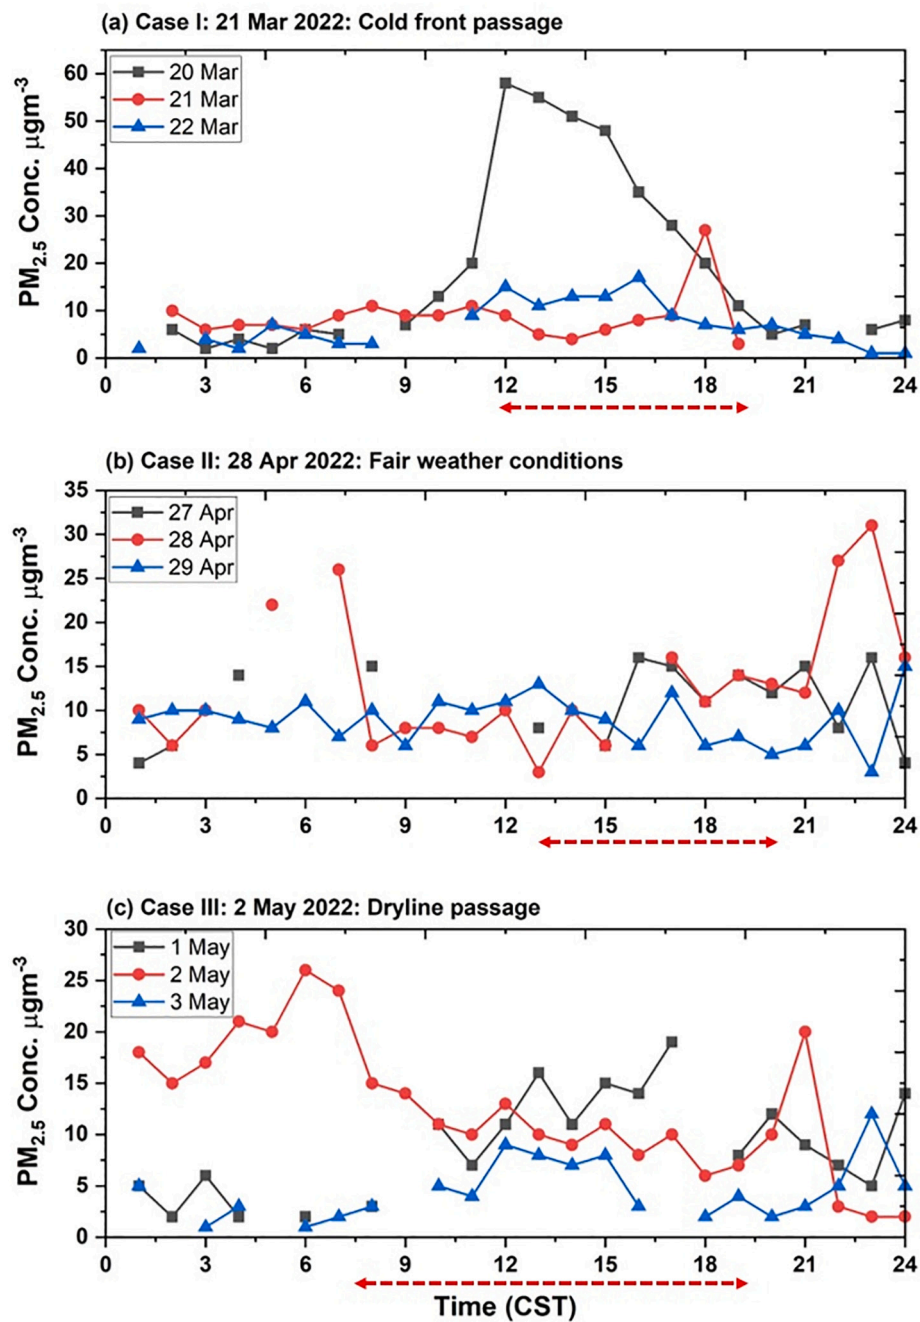 (a) Case I: 21 Mar 2022: Cold front passage
PM2.5 Conc. µgm-3
60
50
40
30
20
10
0
20 Mar
21 Mar
22 Mar
0 3 6 9 12 15 18 21 24
(b) Case II: 28 Apr 2022: Fair weather conditions
PM2.5 Conc. µgm-3
35
30
25
20
15
10
5
0
27 Apr
28 Apr
29 Apr
0 3 6 9 12 15 18 21 24
(c) Case III: 2 May 2022: Dryline passage
PM2.5 Conc. µgm-3
30
25
20
15
10
5
0
1 May
2 May
3 May
0 3 6 9 12 15 18 21 24
Time (CST)